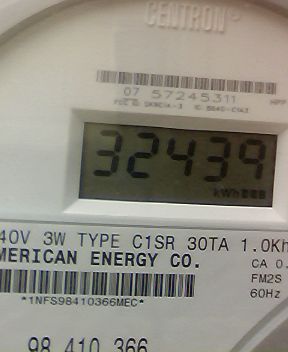 CENTRON®
07 57245311
HPP
32439
kWh
40V 3W TYPE C1SR 30TA 1.0Kh
MERICAN ENERGY CO.
CA 0.
FM2S
60Hz
*1NFS98410366MEC*
98 410 366